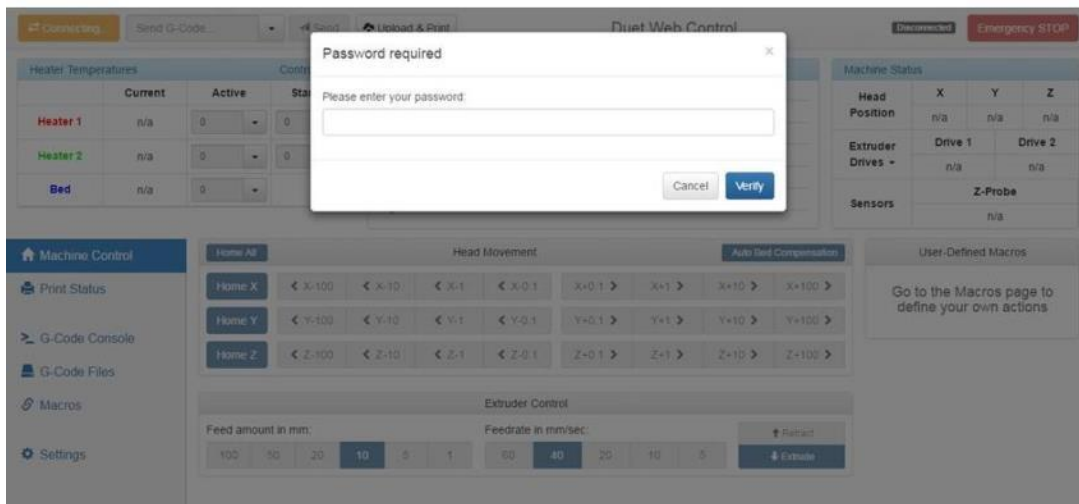 Connecting... Send G-Code... Send Upload & Print Duet Web Control Disconnected Emergency STOP
Password required ×
Please enter your password:
Cancel Verify
Heater Temperatures
Current Active
Heater 1 n/a 0 0
Heater 2 n/a 0 0
Bed n/a 0
Machine Status
Head Position X Y Z
n/a n/a n/a
Extruder Drives Drive 1 Drive 2
n/a n/a
Sensors Z-Probe
n/a
Machine Control
Print Status
G-Code Console
G-Code Files
Macros
Settings
Home All Head Movement Auto Bed Compensation
Home X X-100 X-10 X-1 X-0.1 X+0.1 X+1 X+10 X+100
Home Y Y-100 Y-10 Y-1 Y-0.1 Y+0.1 Y+1 Y+10 Y+100
Home Z Z-100 Z-10 Z-1 Z-0.1 Z+0.1 Z+1 Z+10 Z+100
Extruder Control
Feed amount in mm: Feedrate in mm/sec:
100 50 20 10 5 1 60 40 20 10 5
Retract
Extrude
User-Defined Macros
Go to the Macros page to
define your own actions